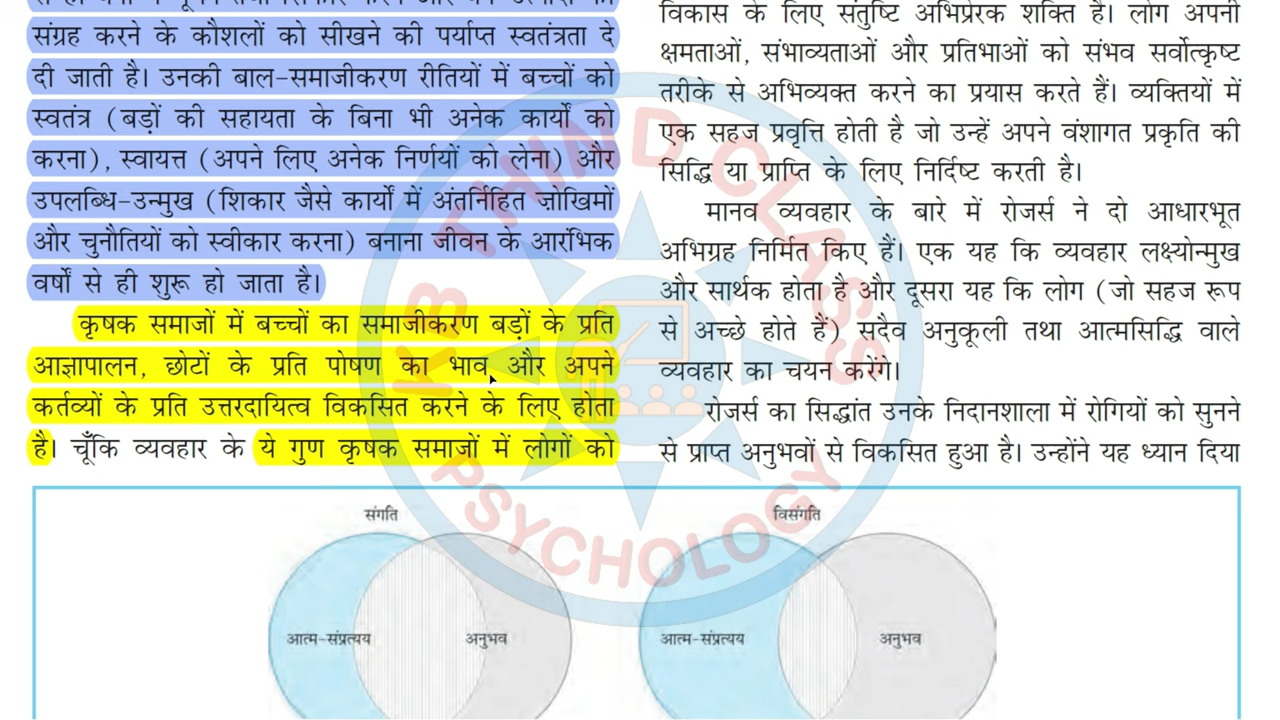 संग्रह करने के कौशलों को सीखने की पर्याप्त स्वतंत्रता दे
दी जाती है। उनकी बाल-समाजीकरण रीतियों में बच्चों को
स्वतंत्र (बड़ों की सहायता के बिना भी अनेक कार्यों को
करना), स्वायत्त (अपने लिए अनेक निर्णयों को लेना) और
उपलब्धि-उन्मुख (शिकार जैसे कार्यों में अंतर्निहित ज़ोखिमों
और चुनौतियों को स्वीकार करना) बनाना जीवन के आरंभिक
वर्षों से ही शुरू हो जाता है।
कृषक समाजों में बच्चों का समाजीकरण बड़ों के प्रति
आज्ञापालन, छोटों के प्रति पोषण का भाव और अपने
कर्तव्यों के प्रति उत्तरदायित्व विकसित करने के लिए होता
है। चूँकि व्यवहार के ये गुण कृषक समाजों में लोगों को
विकास के लिए संतुष्टि अभिप्रेरक शक्ति है। लोग अपनी
क्षमताओं, संभाव्यताओं और प्रतिभाओं को संभव सर्वोत्कृष्ट
तरीके से अभिव्यक्त करने का प्रयास करते हैं। व्यक्तियों में
एक सहज प्रवृत्ति होती है जो उन्हें अपने वंशागत प्रकृति की
सिद्धि या प्राप्ति के लिए निर्दिष्ट करती है।
मानव व्यवहार के बारे में रोजर्स ने दो आधारभूत
अभिग्रह निर्मित किए हैं। एक यह कि व्यवहार लक्ष्योन्मुख
और सार्थक होता है और दूसरा यह कि लोग (जो सहज रूप
से अच्छे होते हैं) सदैव अनुकूली तथा आत्मसिद्धि वाले
व्यवहार का चयन करेंगे।
रोजर्स का सिद्धांत उनके निदानशाला में रोगियों को सुनने
से प्राप्त अनुभवों से विकसित हुआ है। उन्होंने यह ध्यान दिया
संगति
विसंगति
आत्म-संप्रत्यय
अनुभव
आत्म-संप्रत्यय
अनुभव
KB THIND CLASSES
PSYCHOLOGY